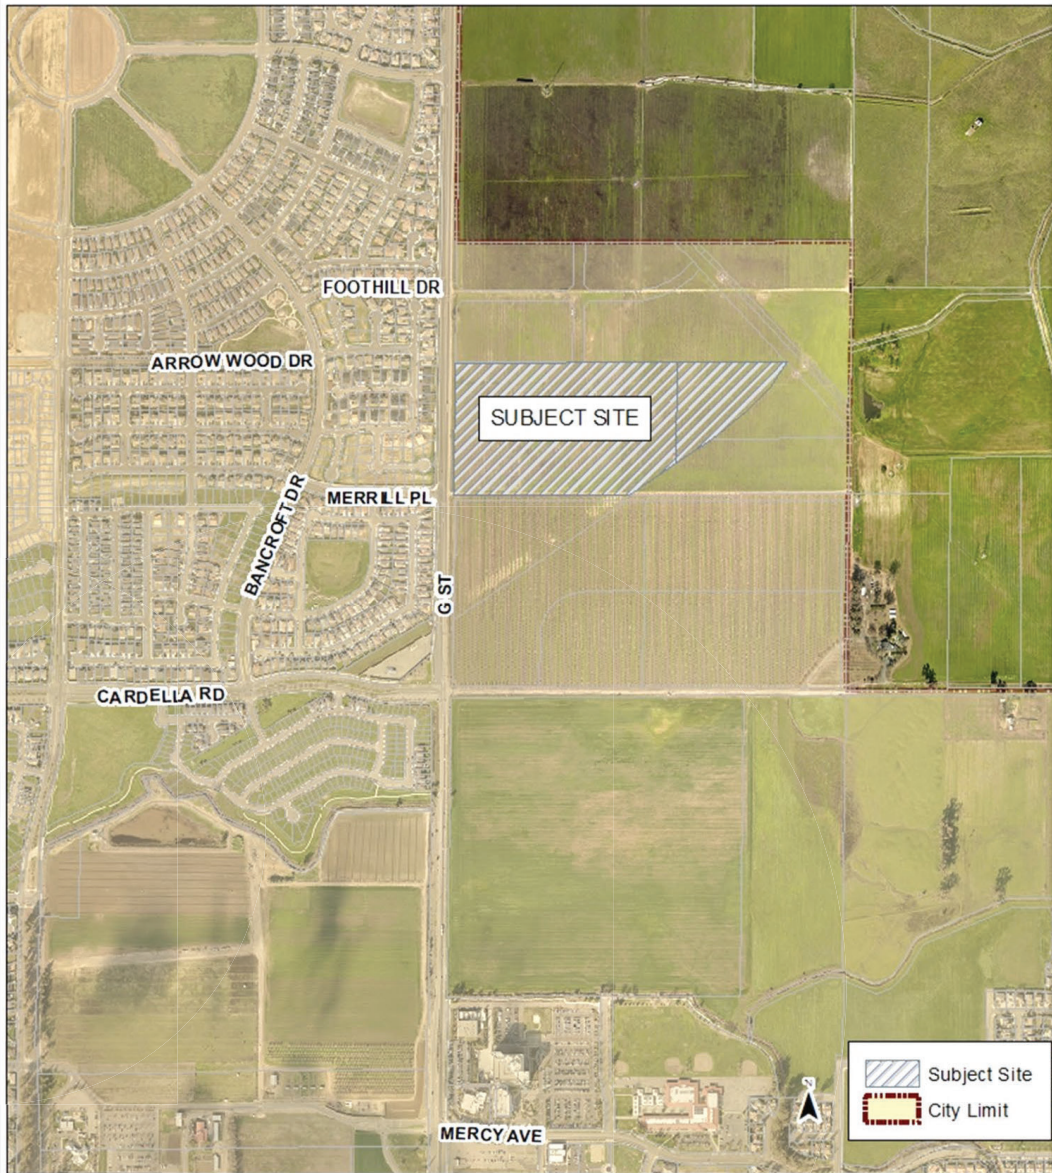 FOOTHILL DR
ARROW WOOD DR
SUBJECT SITE
MERRILL PL
BANCROFT DR
G ST
CARDELLA RD
Subject Site
City Limit
MERCY AVE